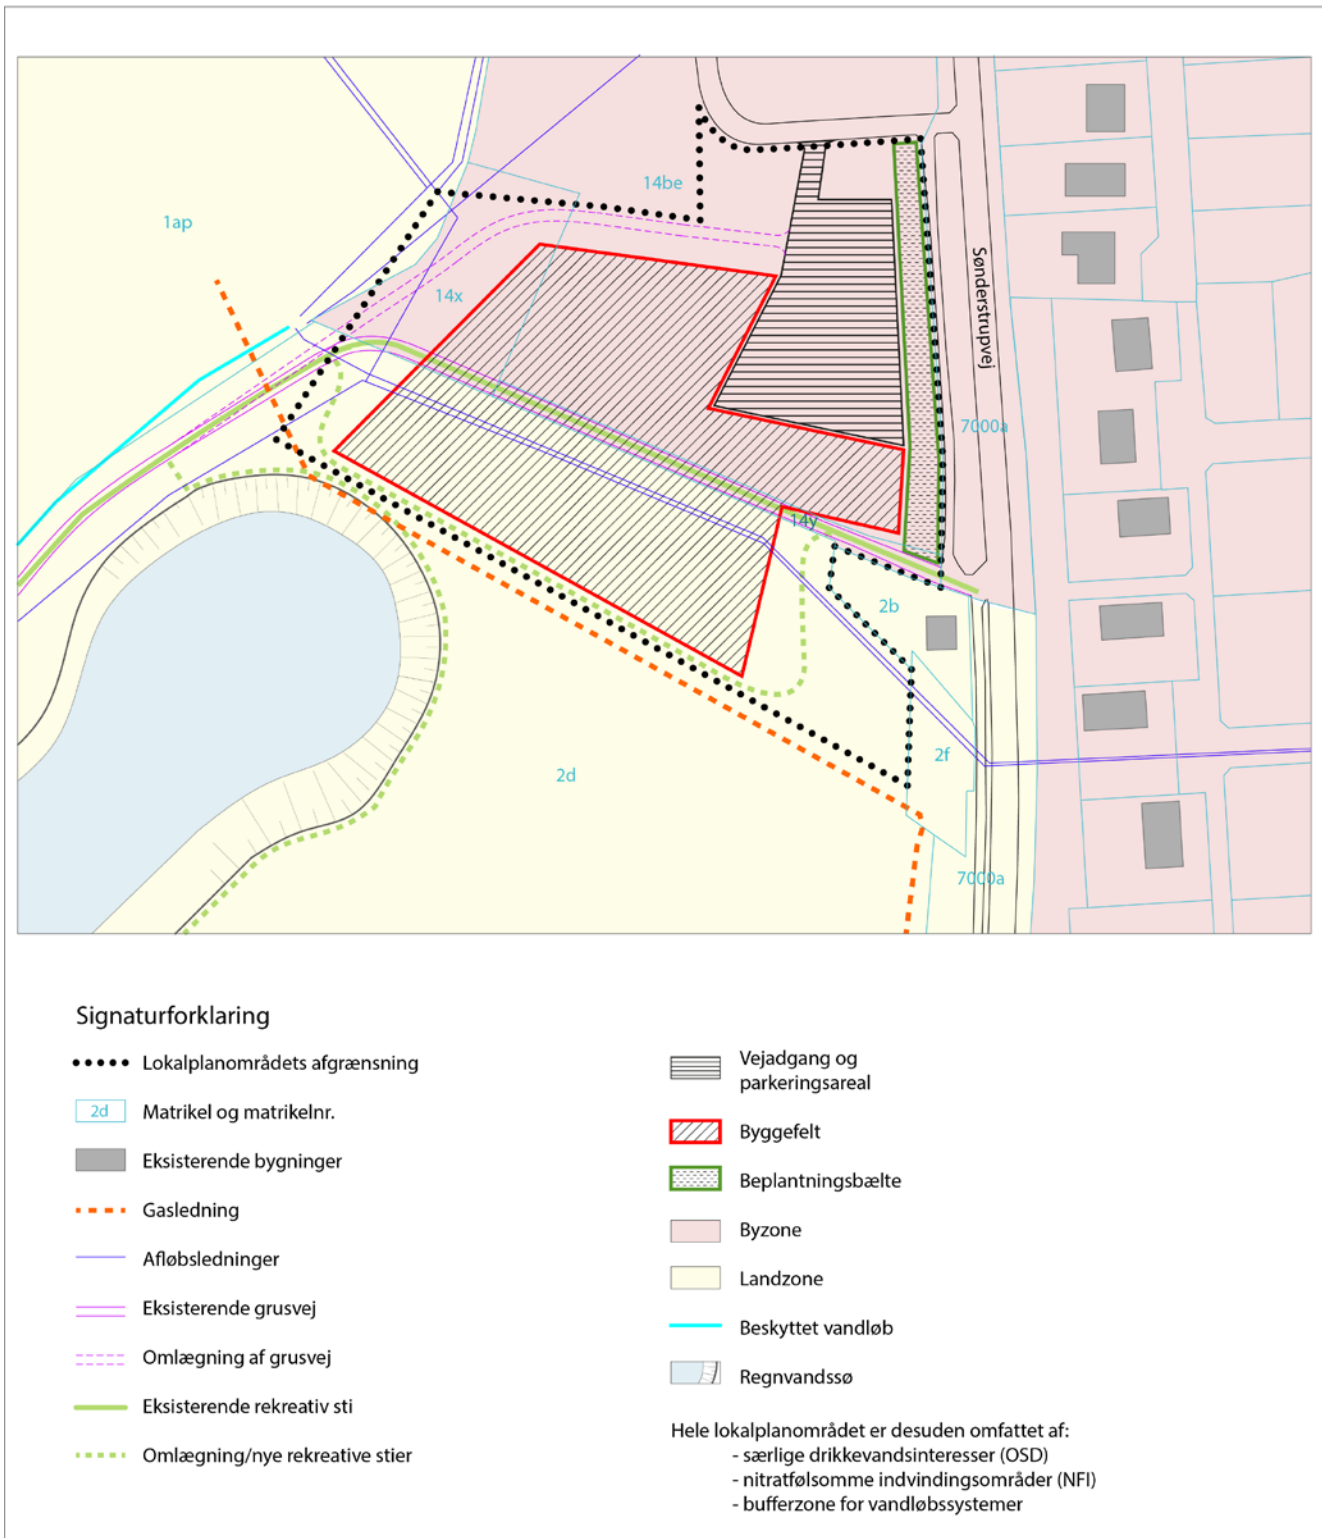 1ap
14be
14x
Sønderstrupvej
7000a
14y
2b
2f
2d
7000a
Signaturforklaring
Lokalplanområdets afgrænsning
2d Matrikel og matrikelnr.
Eksisterende bygninger
Gasledning
Afløbsledninger
Eksisterende grusvej
Omlægning af grusvej
Eksisterende rekreativ sti
Omlægning/nye rekreative stier
Vejadgang og
parkeringsareal
Byggefelt
Beplantningsbælte
Byzone
Landzone
Beskyttet vandløb
Regnvandssø
Hele lokalplanområdet er desuden omfattet af:
- særlige drikkevandsinteresser (OSD)
- nitratfølsomme indvindingsområder (NFI)
- bufferzone for vandløbssystemer